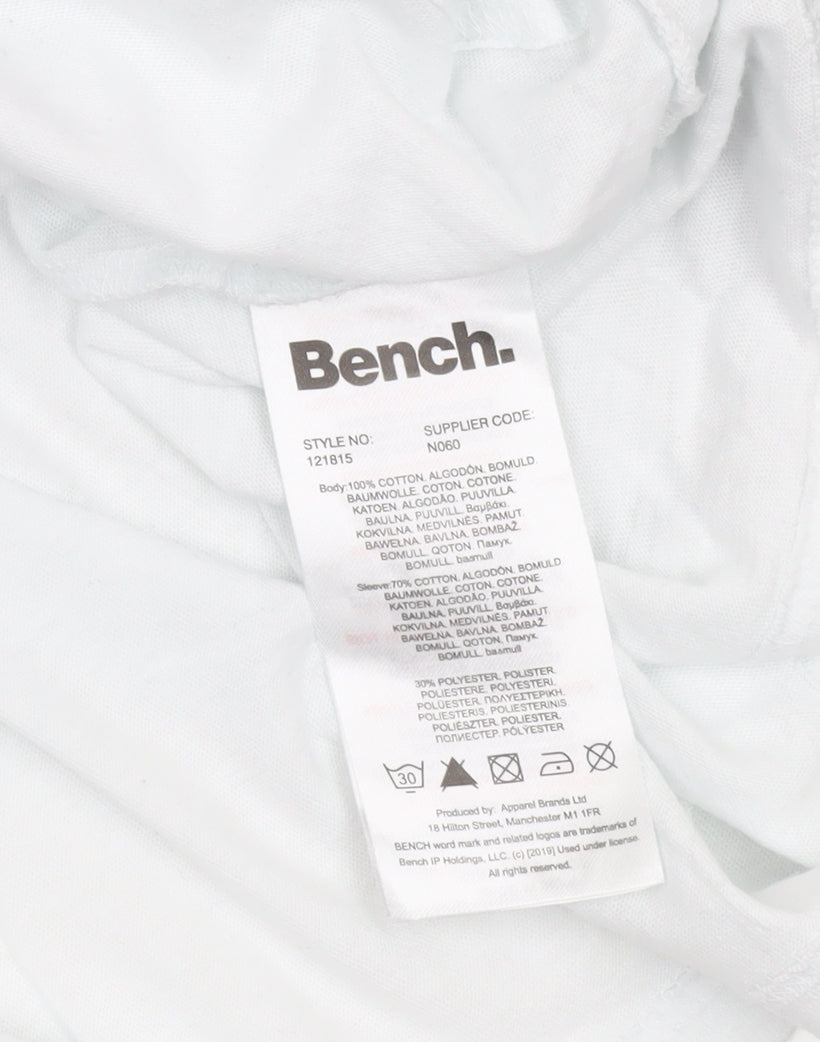 Bench.
STYLE NO: SUPPLIER CODE:
121815 N060
Body:100% COTTON. ALGODÓN. BOMULD.
BAUMWOLLE. COTON. COTONE.
KATOEN. ALGODÃO. PUUVILLA.
BAULNA. PUUVILL. Βαμβάκι.
KOKVILNA. MEDVILNĖS. PAMUT.
BAWEŁNA. BAVLNA. BOMBAŽ.
BOMULL. QOTON. Памук.
BOMULL. basmull
Sleeve:70% COTTON. ALGODÓN. BOMULD.
BAUMWOLLE. COTON. COTONE.
KATOEN. ALGODÃO. PUUVILLA.
BAULNA. PUUVILL. Βαμβάκι.
KOKVILNA. MEDVILNĖS. PAMUT.
BAWEŁNA. BAVLNA. BOMBAŽ.
BOMULL. QOTON. Памук.
BOMULL. basmull
30% POLYESTER. POLISTER.
POLIESTERE. POLYESTERI.
POLÜESTER. ΠΟΛΥΕΣΤΕΡΙΚΗ.
POLIESTERIS. POLIESTERINIS.
POLIÉSZTER. POLIESTER.
ПОЛИЕСТЕР. PÓLYESTER
30
Produced by: Apparel Brands Ltd
18 Hilton Street, Manchester M1 1FR
BENCH word mark and related logos are trademarks of
Bench IP Holdings, LLC. (c) [2019] Used under license.
All rights reserved.